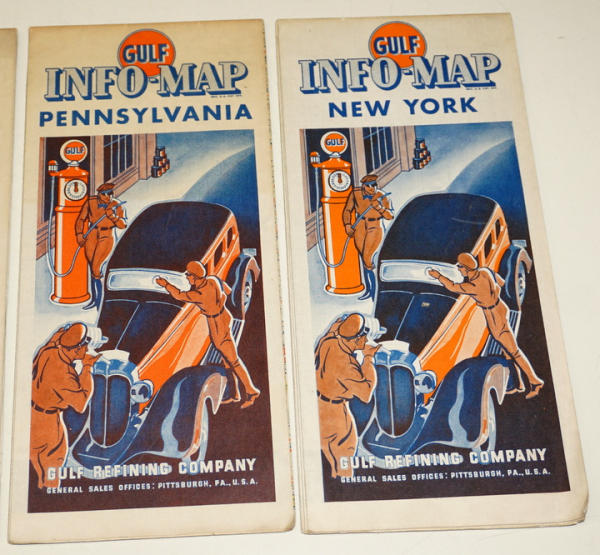 GULF
INFO-MAP
PENNSYLVANIA
GULF
GULF REFINING COMPANY
GENERAL SALES OFFICES: PITTSBURGH, PA., U.S.A.
GULF
INFO-MAP
NEW YORK
GULF
GULF REFINING COMPANY
GENERAL SALES OFFICES: PITTSBURGH, PA., U.S.A.